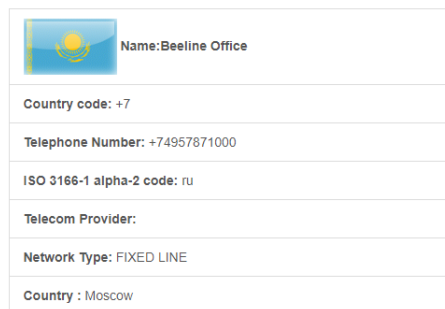 Name:Beeline Office
Country code: +7
Telephone Number: +74957871000
ISO 3166-1 alpha-2 code: ru
Telecom Provider:
Network Type: FIXED LINE
Country : Moscow